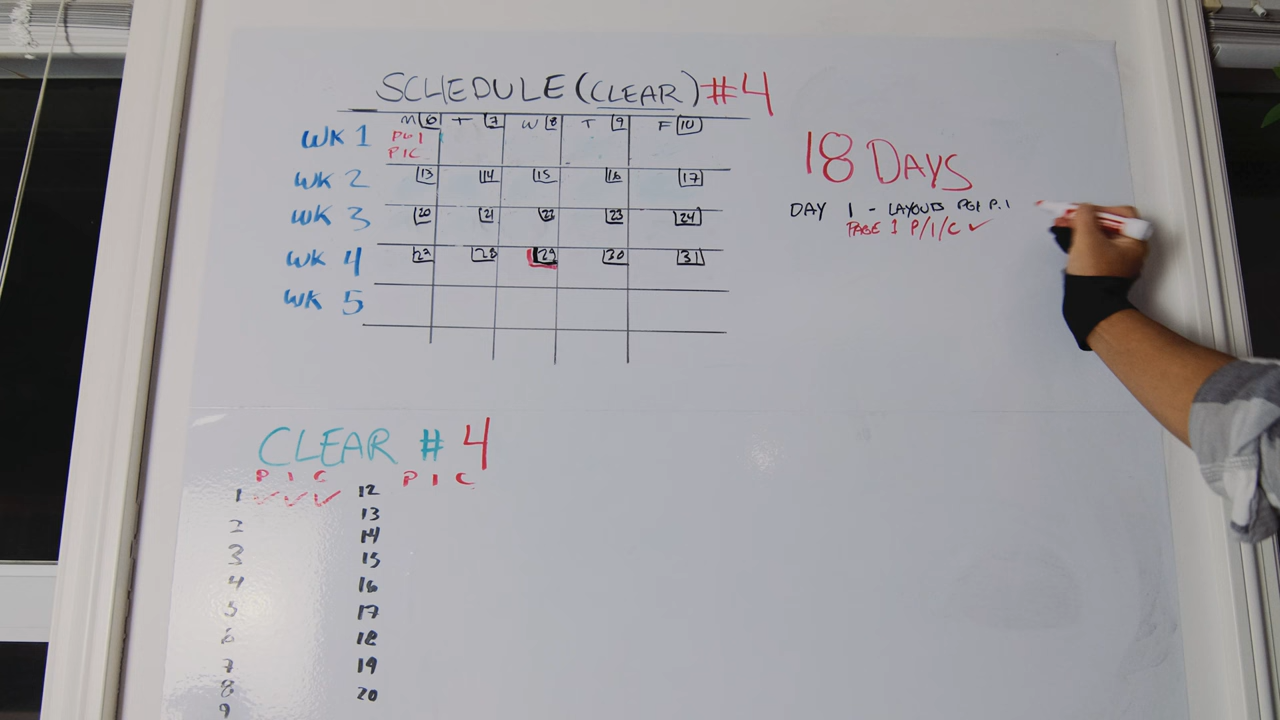 SCHEDULE (CLEAR) #4
M 6 T 7 W 8 T 9 F 10
WK 1 PG 1
PIC
WK 2 13 14 15 16 17
WK 3 20 21 22 23 24
WK 4 27 28 29 30 31
WK 5
18 DAYS
DAY 1 - LAYOUTS PG1 P.1
PAGE 1 P/I/C ✓
CLEAR # 4
P I C P I C
1 ✓ ✓ ✓ 12
2 13
3 14
4 15
5 16
6 17
7 18
8 19
9 20